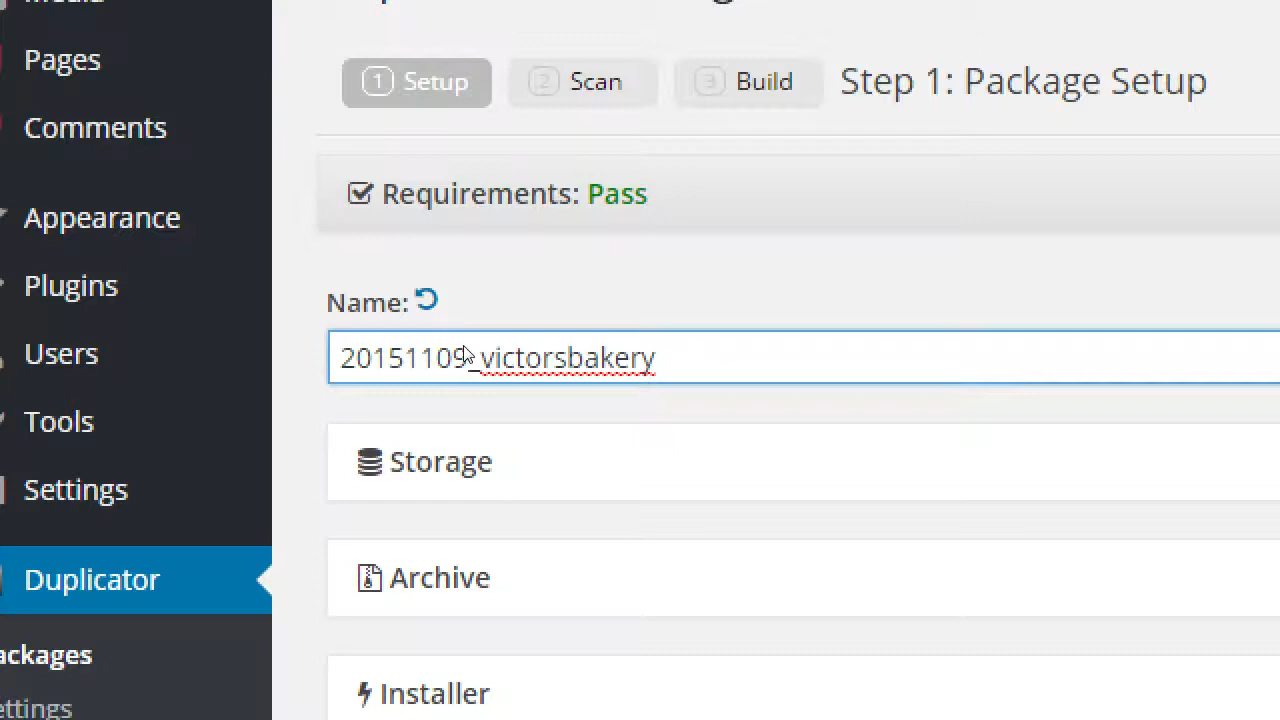 Pages
Comments
Appearance
Plugins
Users
Tools
Settings
Duplicator
ackages
ettings
1 Setup
2 Scan
3 Build
Step 1: Package Setup
Requirements: Pass
Name:
20151109_victorsbakery
Storage
Archive
Installer